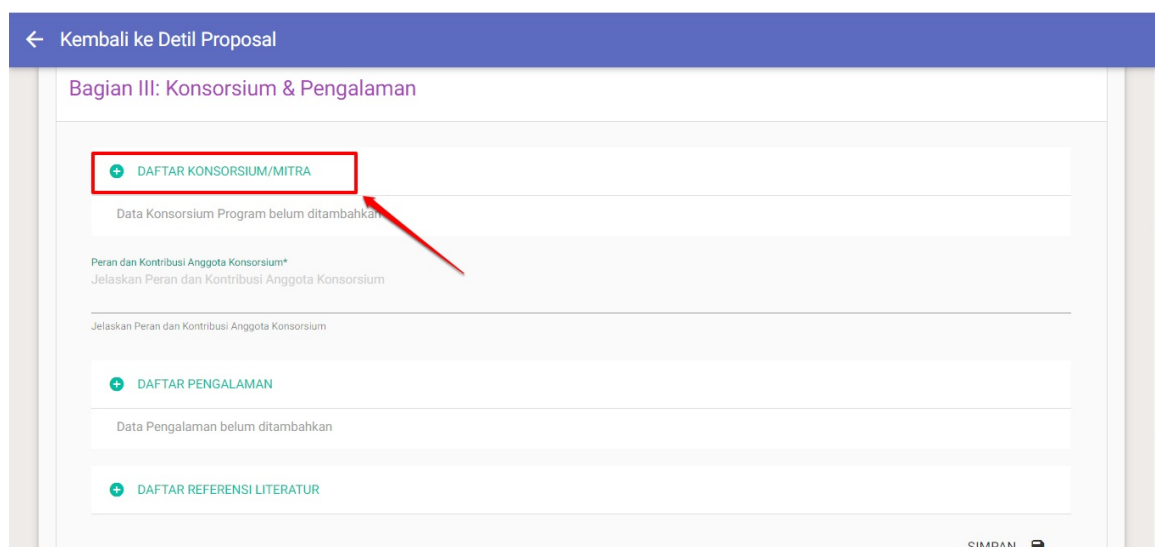 Kembali ke Detil Proposal
Bagian III: Konsorsium & Pengalaman
DAFTAR KONSORSIUM/MITRA
Data Konsorsium Program belum ditambahkan
Peran dan Kontribusi Anggota Konsorsium*
Jelaskan Peran dan Kontribusi Anggota Konsorsium
Jelaskan Peran dan Kontribusi Anggota Konsorsium
DAFTAR PENGALAMAN
Data Pengalaman belum ditambahkan
DAFTAR REFERENSI LITERATUR
SIMPAN